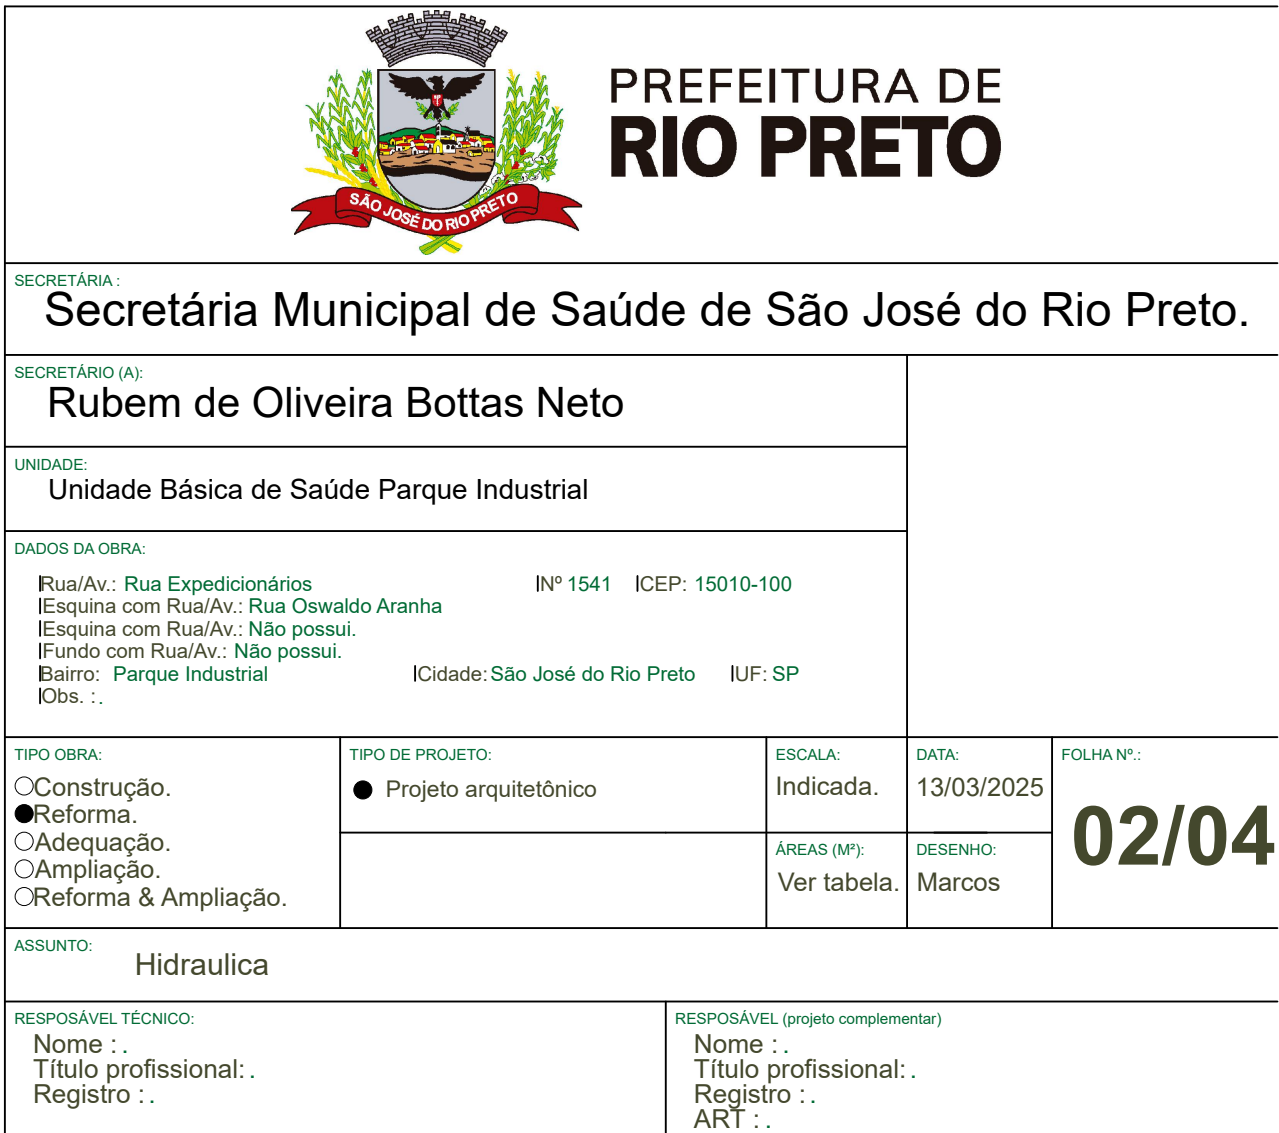 PREFEITURA DE
RIO PRETO
SÃO JOSÉ DO RIO PRETO
SECRETÁRIA :
Secretária Municipal de Saúde de São José do Rio Preto.
SECRETÁRIO (A):
Rubem de Oliveira Bottas Neto
UNIDADE:
Unidade Básica de Saúde Parque Industrial
DADOS DA OBRA:
Rua/Av.: Rua Expedicionários Nº 1541 CEP: 15010-100
Esquina com Rua/Av.: Rua Oswaldo Aranha
Esquina com Rua/Av.: Não possui.
Fundo com Rua/Av.: Não possui.
Bairro: Parque Industrial Cidade: São José do Rio Preto UF: SP
Obs. : .
TIPO OBRA:
Construção.
Reforma.
Adequação.
Ampliação.
Reforma & Ampliação.
TIPO DE PROJETO:
Projeto arquitetônico
ESCALA:
Indicada.
DATA:
13/03/2025
FOLHA Nº.:
02/04
ÁREAS (M²):
Ver tabela.
DESENHO:
Marcos
ASSUNTO:
Hidraulica
RESPOSÁVEL TÉCNICO:
Nome : .
Título profissional: .
Registro : .
RESPOSÁVEL (projeto complementar)
Nome : .
Título profissional: .
Registro : .
ART : .